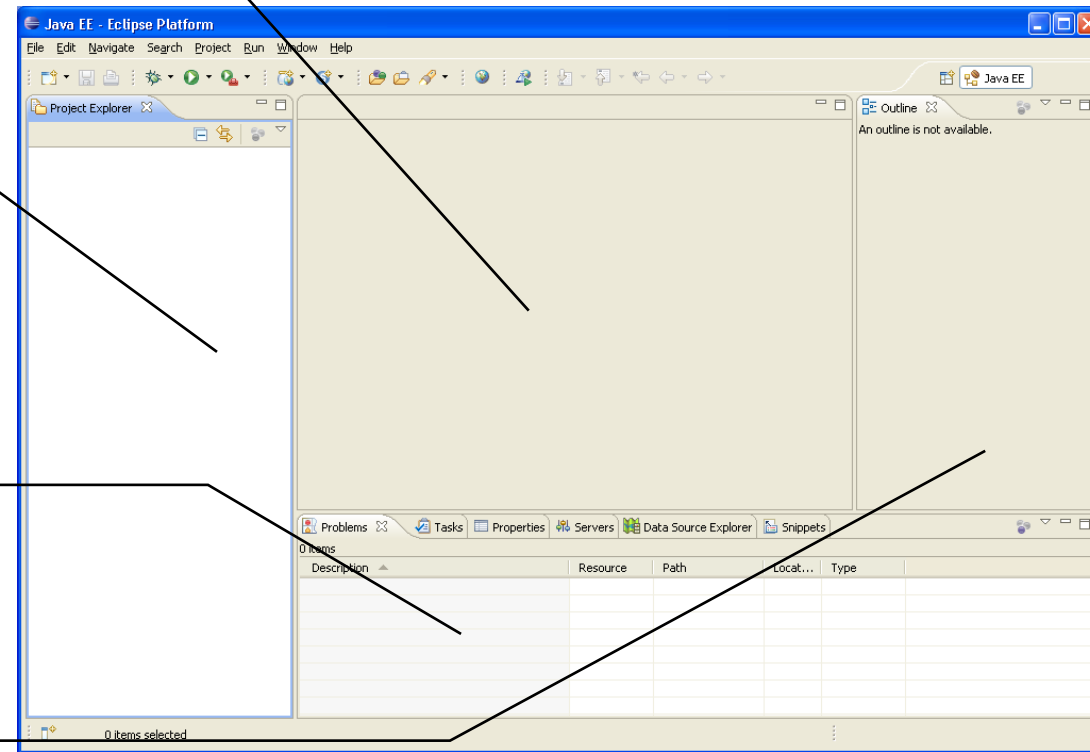 Java EE - Eclipse Platform
File Edit Navigate Search Project Run Window Help
Java EE
Project Explorer
Outline
An outline is not available.
Problems Tasks Properties Servers Data Source Explorer Snippets
0 items
Description Resource Path Locat... Type
0 items selected